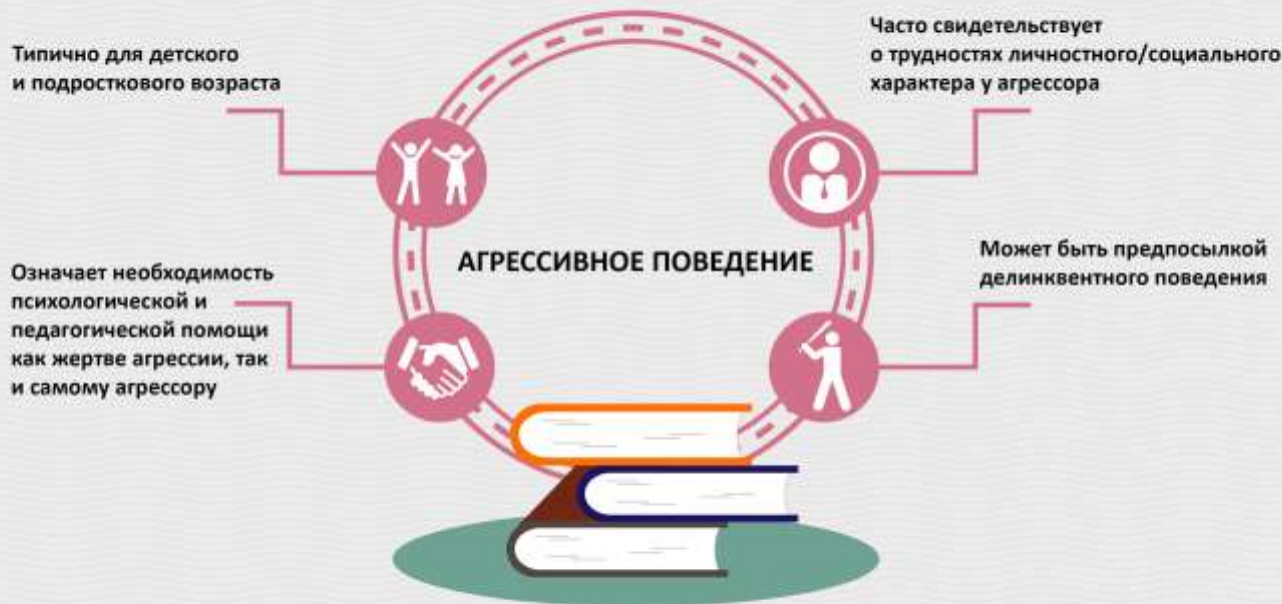 Типично для детского
и подросткового возраста
Часто свидетельствует
о трудностях личностного/социального
характера у агрессора
АГРЕССИВНОЕ ПОВЕДЕНИЕ
Означает необходимость
психологической и
педагогической помощи
как жертве агрессии, так
и самому агрессору
Может быть предпосылкой
делинквентного поведения